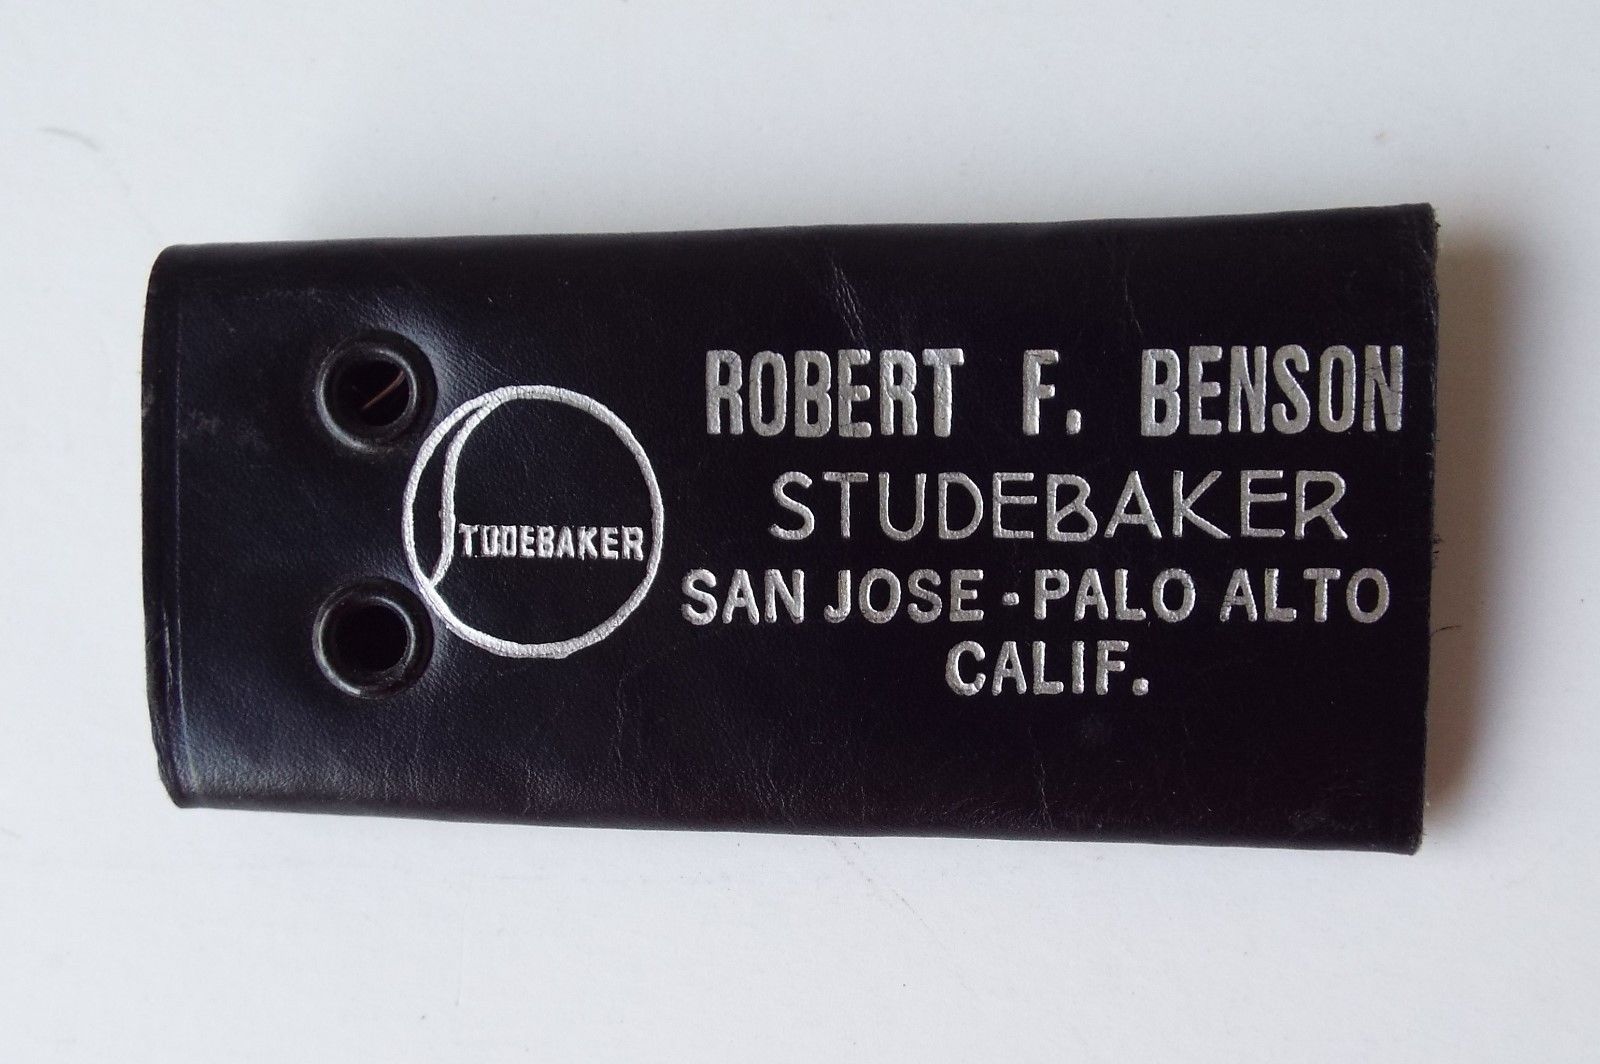 STUDEBAKER
ROBERT F. BENSON
STUDEBAKER
SAN JOSE - PALO ALTO
CALIF.